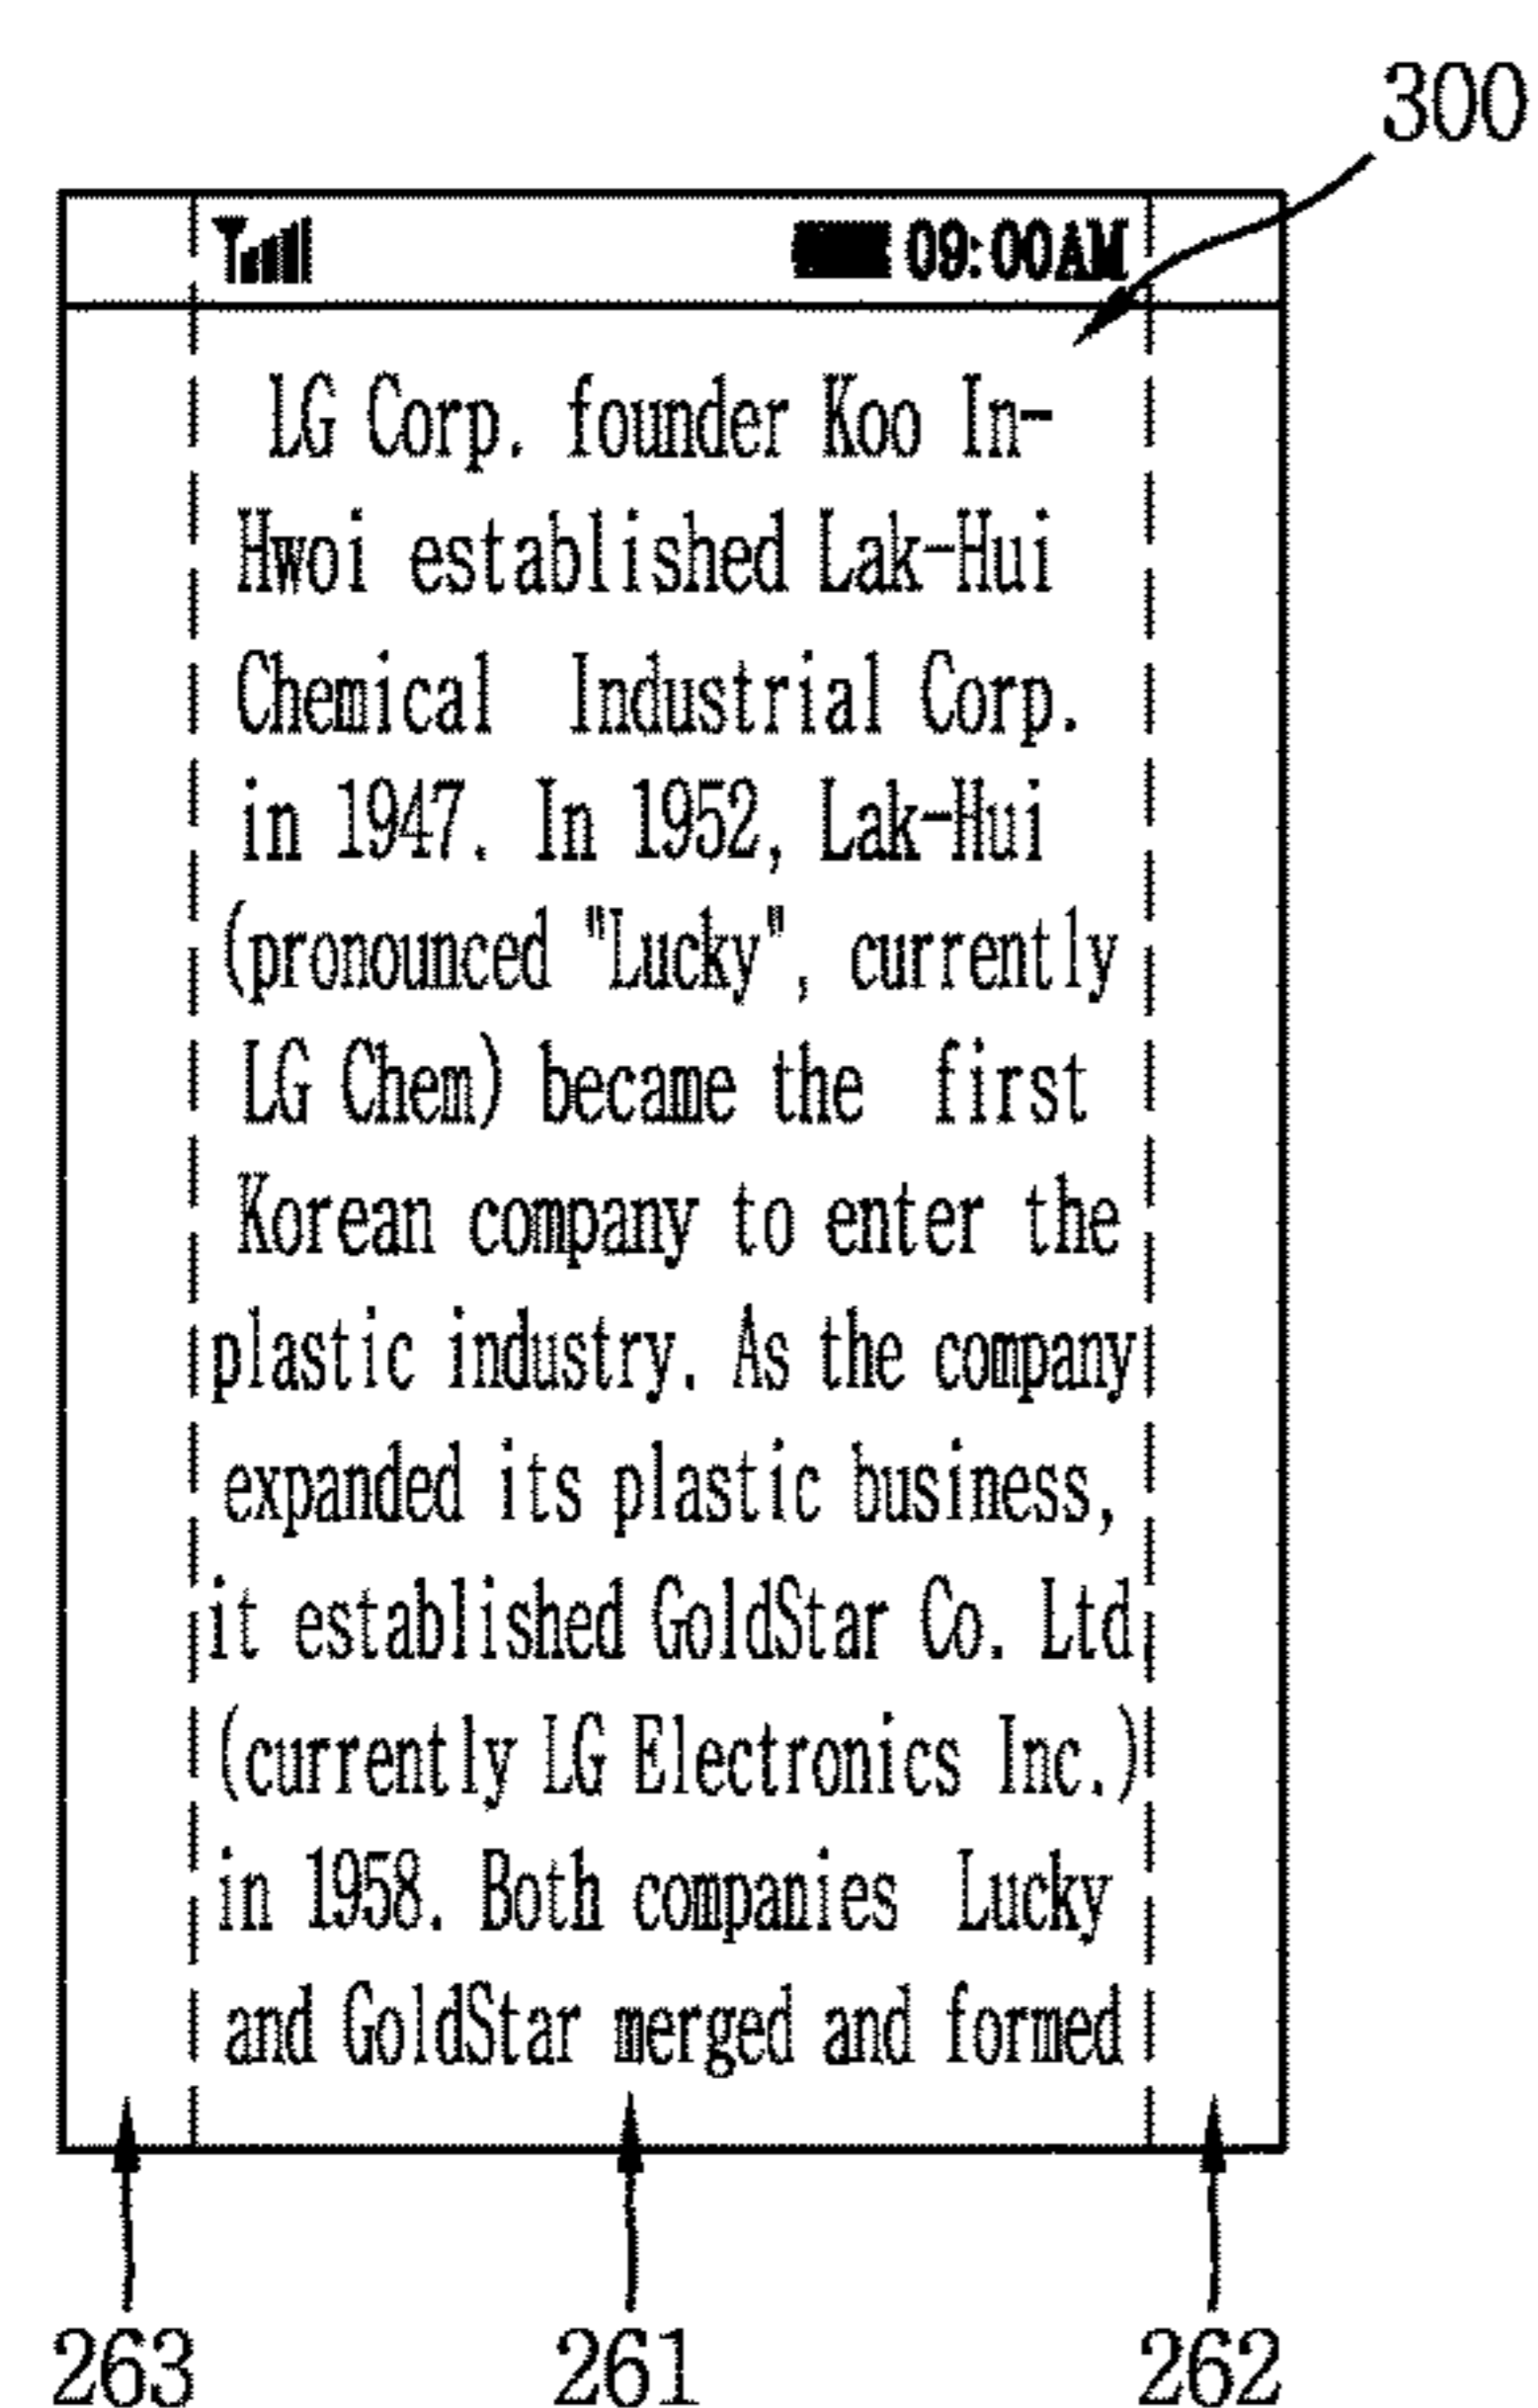 300
09:00AM
LG Corp. founder Koo In-
Hwoi established Lak-Hui
Chemical Industrial Corp.
in 1947. In 1952, Lak-Hui
(pronounced "Lucky", currently
LG Chem) became the first
Korean company to enter the
plastic industry. As the company
expanded its plastic business,
it established GoldStar Co. Ltd.
(currently LG Electronics Inc.)
in 1958. Both companies Lucky
and GoldStar merged and formed
263 261 262